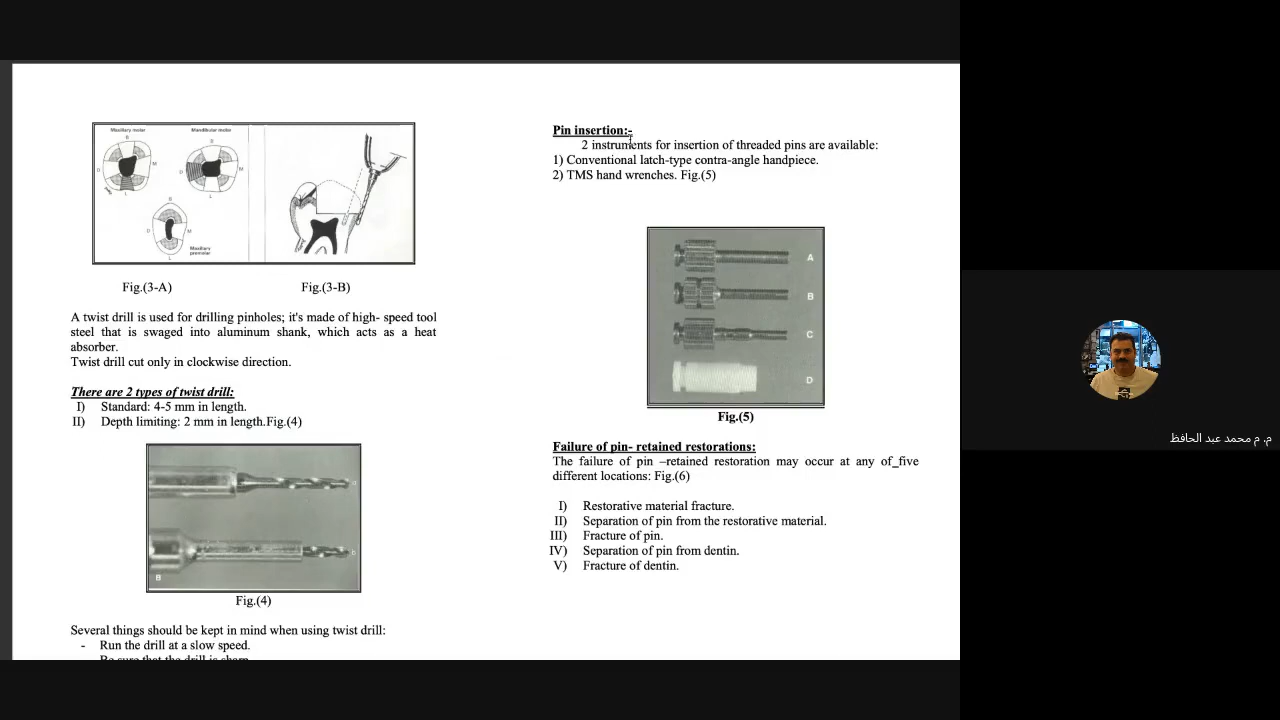 Maxillary molar
Mandibular molar
B
B
D
M
D
M
L
L
B
D
M
L
Maxillary
premolar
Fig.(3-A)
Fig.(3-B)
A twist drill is used for drilling pinholes; it's made of high- speed tool
steel that is swaged into aluminum shank, which acts as a heat
absorber.
Twist drill cut only in clockwise direction.
There are 2 types of twist drill:
I) Standard: 4-5 mm in length.
II) Depth limiting: 2 mm in length.Fig.(4)
a
b
B
Fig.(4)
Several things should be kept in mind when using twist drill:
- Run the drill at a slow speed.
Be sure that the drill is sharp
Pin insertion:-
2 instruments for insertion of threaded pins are available:
1) Conventional latch-type contra-angle handpiece.
2) TMS hand wrenches. Fig.(5)
A
B
C
D
Fig.(5)
Failure of pin- retained restorations:
The failure of pin –retained restoration may occur at any of_five
different locations: Fig.(6)
I) Restorative material fracture.
II) Separation of pin from the restorative material.
III) Fracture of pin.
IV) Separation of pin from dentin.
V) Fracture of dentin.
م. م محمد عبد الحافظ